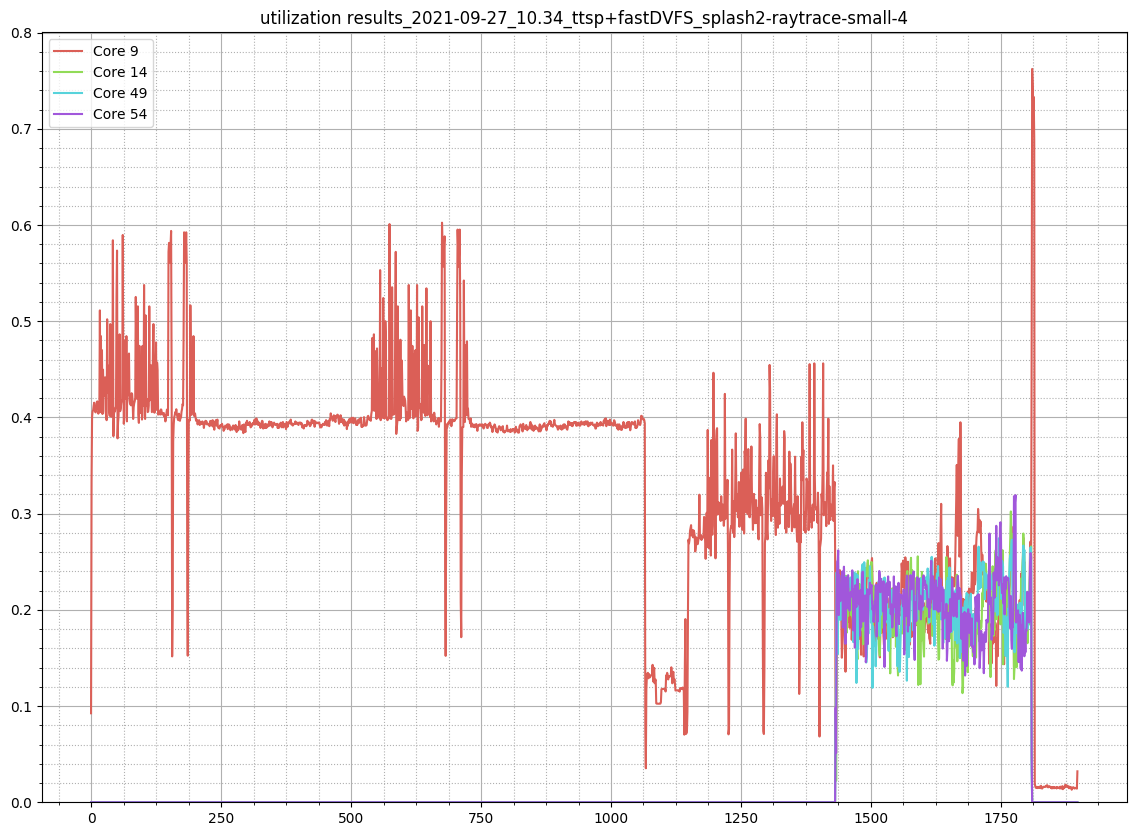 utilization results_2021-09-27_10.34_ttsp+fastDVFS_splash2-raytrace-small-4
Core 9
Core 14
Core 49
Core 54
0.8
0.7
0.6
0.5
0.4
0.3
0.2
0.1
0.0
0 250 500 750 1000 1250 1500 1750